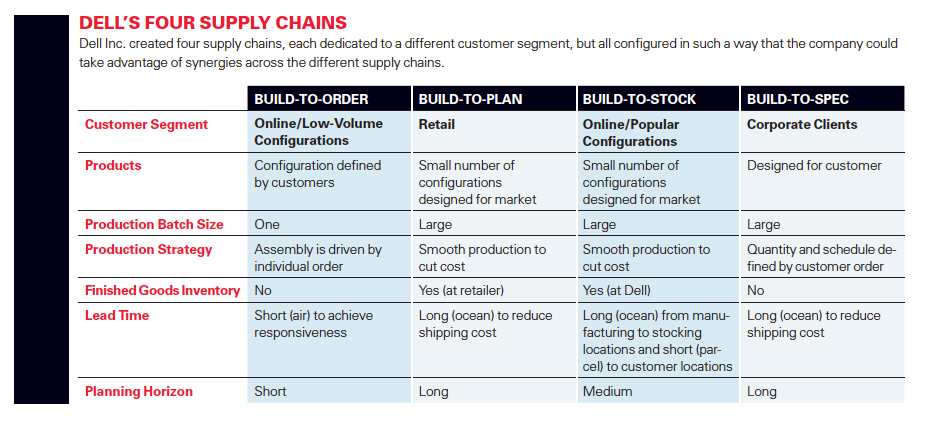 DELL'S FOUR SUPPLY CHAINS
Dell Inc. created four supply chains, each dedicated to a different customer segment, but all configured in such a way that the company could
take advantage of synergies across the different supply chains.
BUILD-TO-ORDER BUILD-TO-PLAN BUILD-TO-STOCK BUILD-TO-SPEC
Customer Segment Online/Low-Volume Retail Online/Popular Corporate Clients
Configurations Configurations
Products Configuration defined Small number of Small number of Designed for customer
by customers configurations configurations
designed for market designed for market
Production Batch Size One Large Large Large
Production Strategy Assembly is driven by Smooth production to Smooth production to Quantity and schedule de-
individual order cut cost cut cost fined by customer order
Finished Goods Inventory No Yes (at retailer) Yes (at Dell) No
Lead Time Short (air) to achieve Long (ocean) to reduce Long (ocean) from manu- Long (ocean) to reduce
responsiveness shipping cost facturing to stocking shipping cost
locations and short (par-
cel) to customer locations
Planning Horizon Short Long Medium Long